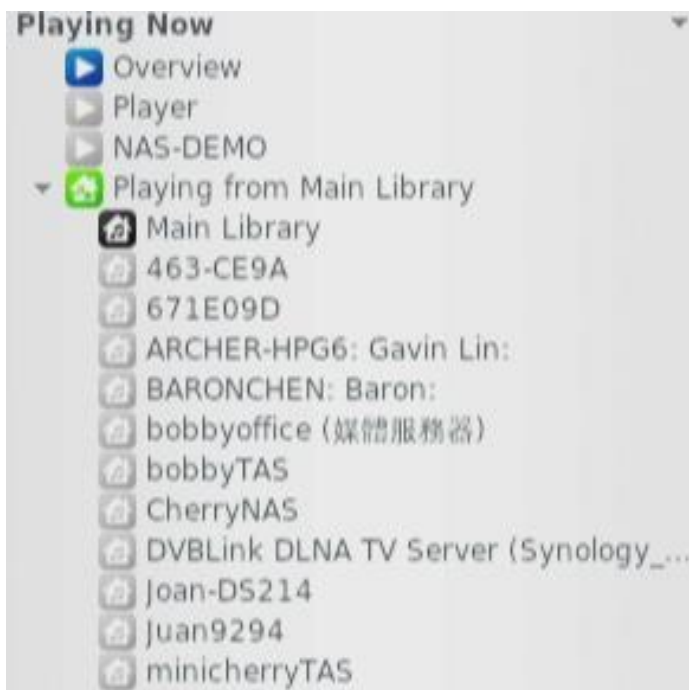 Playing Now
Overview
Player
NAS-DEMO
Playing from Main Library
Main Library
463-CE9A
671E09D
ARCHER-HPG6: Gavin Lin:
BARONCHEN: Baron:
bobbyoffice (媒體服務器)
bobbyTAS
CherryNAS
DVBLink DLNA TV Server (Synology_...
Joan-DS214
Juan9294
minicherryTAS